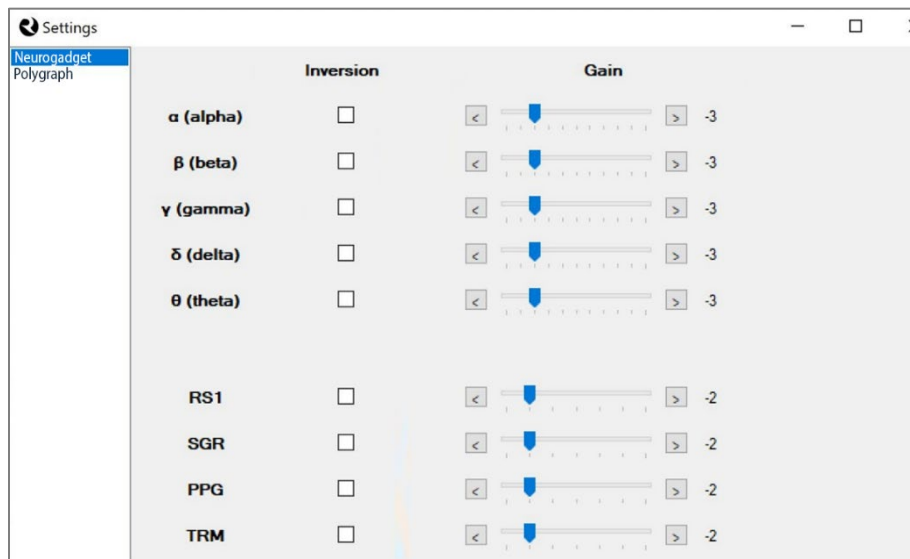 Settings
Neurogadget
Polygraph
Inversion Gain
α (alpha) < > -3
β (beta) < > -3
γ (gamma) < > -3
δ (delta) < > -3
θ (theta) < > -3
RS1 < > -2
SGR < > -2
PPG < > -2
TRM < > -2